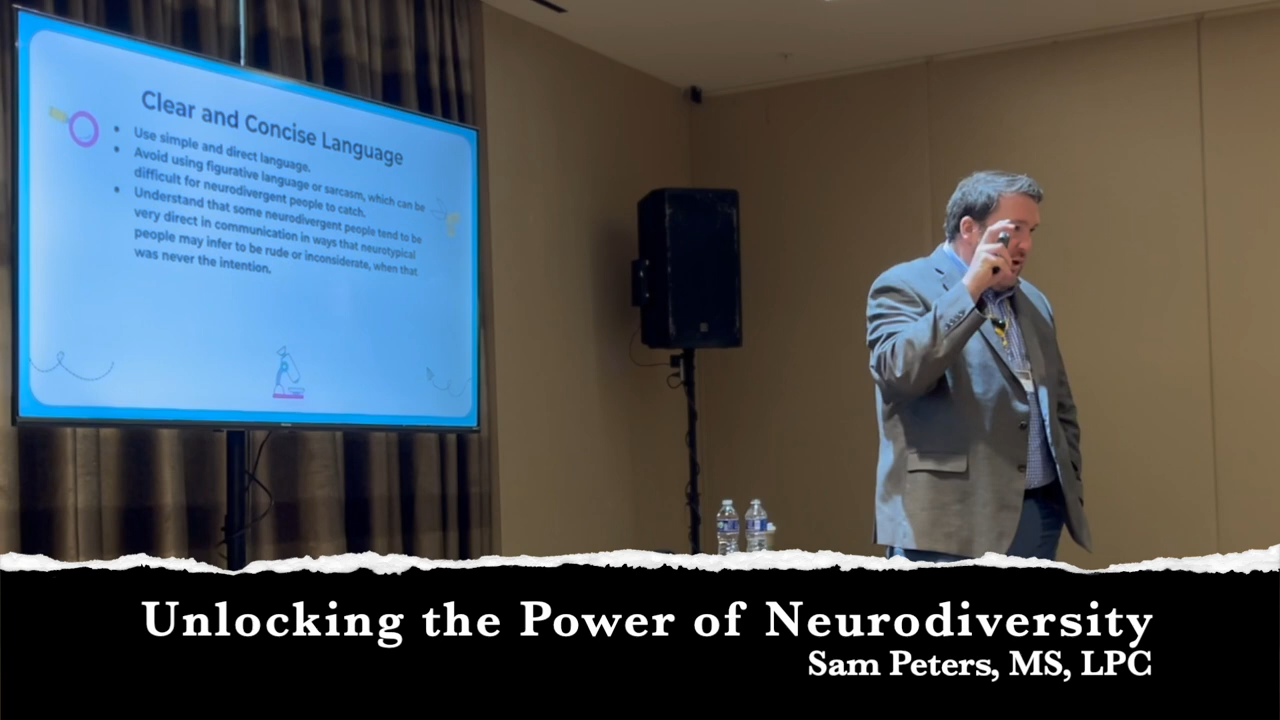 Clear and Concise Language
• Use simple and direct language.
• Avoid using figurative language or sarcasm, which can be
difficult for neurodivergent people to catch.
• Understand that some neurodivergent people tend to be
very direct in communication in ways that neurotypical
people may infer to be rude or inconsiderate, when that
was never the intention.
Unlocking the Power of Neurodiversity
Sam Peters, MS, LPC